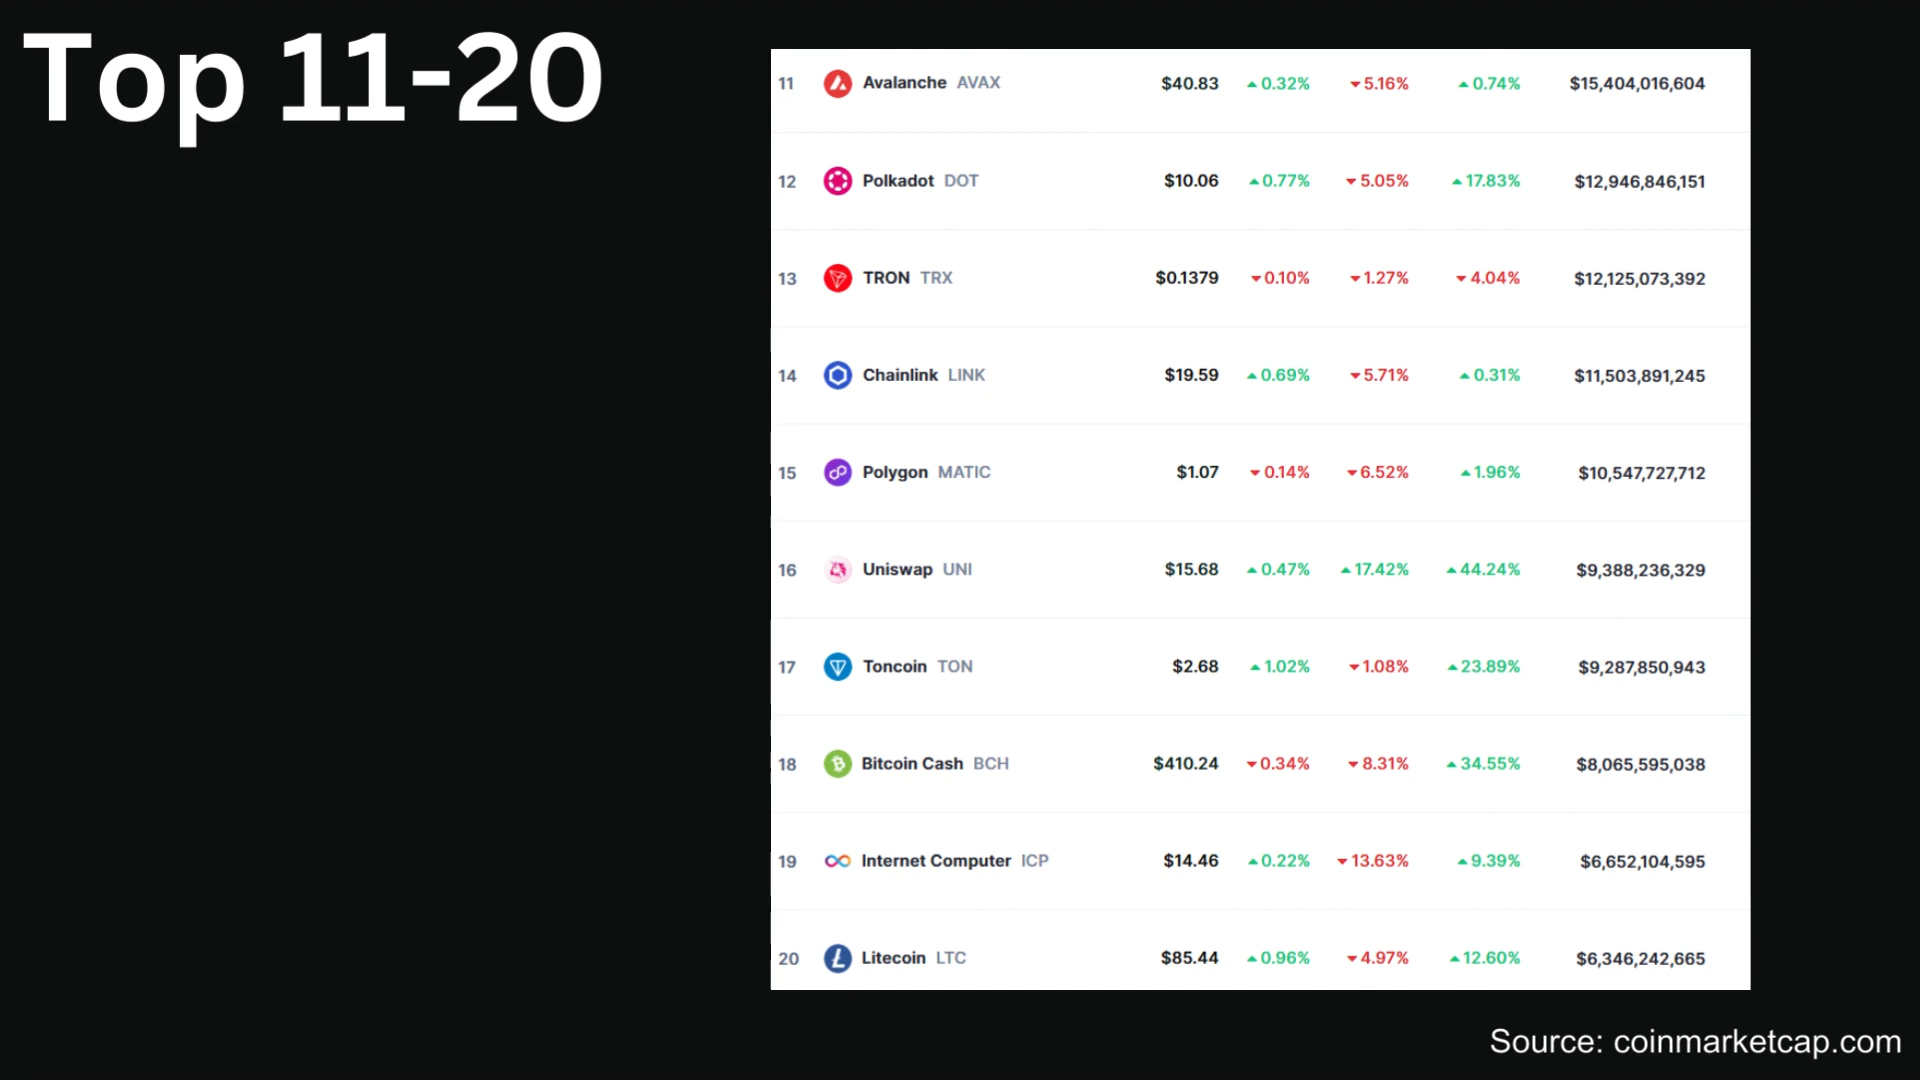 Top 11-20
11 Avalanche AVAX $40.83 0.32% 5.16% 0.74% $15,404,016,604
12 Polkadot DOT $10.06 0.77% 5.05% 17.83% $12,946,846,151
13 TRON TRX $0.1379 0.10% 1.27% 4.04% $12,125,073,392
14 Chainlink LINK $19.59 0.69% 5.71% 0.31% $11,503,891,245
15 Polygon MATIC $1.07 0.14% 6.52% 1.96% $10,547,727,712
16 Uniswap UNI $15.68 0.47% 17.42% 44.24% $9,388,236,329
17 Toncoin TON $2.68 1.02% 1.08% 23.89% $9,287,850,943
18 Bitcoin Cash BCH $410.24 0.34% 8.31% 34.55% $8,065,595,038
19 Internet Computer ICP $14.46 0.22% 13.63% 9.39% $6,652,104,595
20 Litecoin LTC $85.44 0.96% 4.97% 12.60% $6,346,242,665
Source: coinmarketcap.com